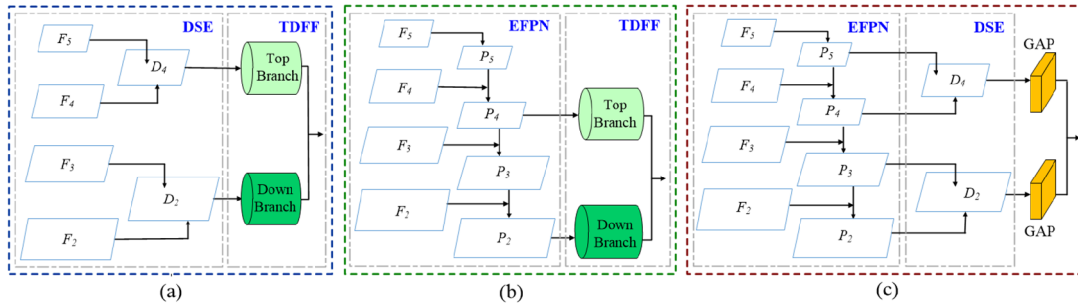 DSE
TDFF
F5
D4
F4
Top
Branch
F3
D2
F2
Down
Branch
(a)
EFPN
TDFF
F5
P5
F4
P4
Top
Branch
F3
P3
F2
P2
Down
Branch
(b)
EFPN
DSE
GAP
F5
P5
D4
F4
P4
F3
P3
D2
F2
P2
GAP
(c)